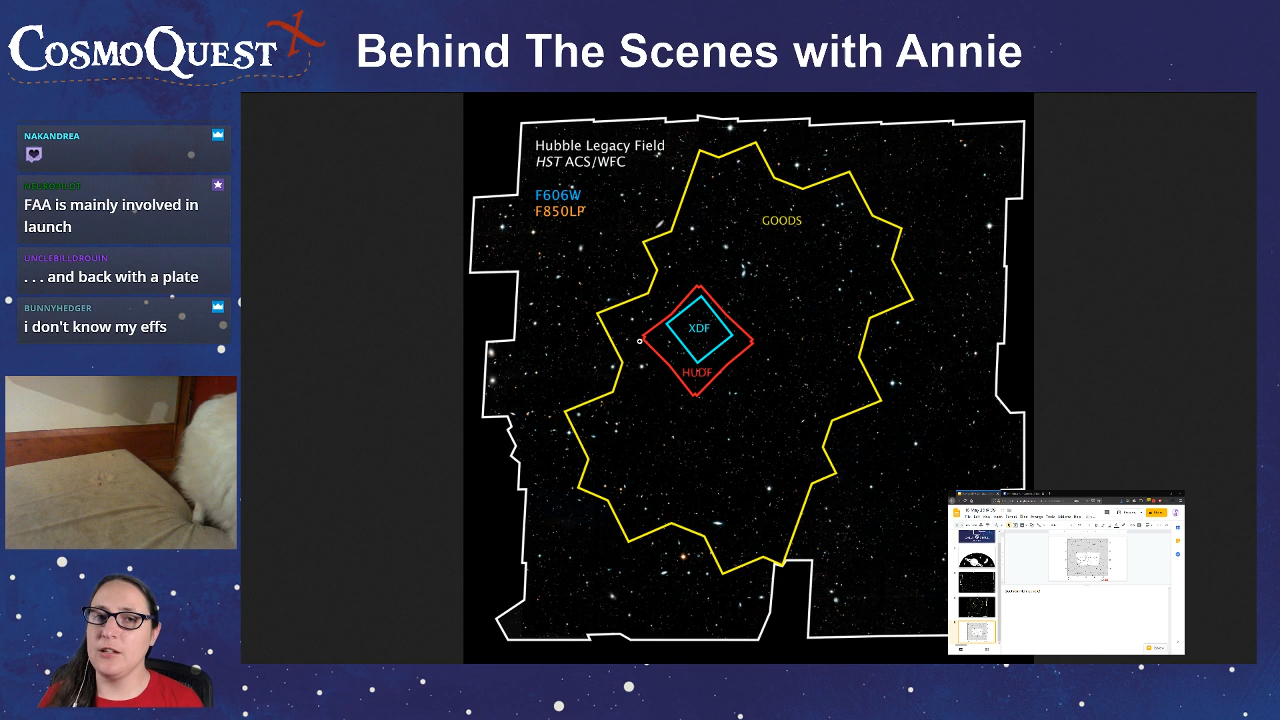 COSMOQUEST X
Behind The Scenes with Annie
NAKANDREA
FAA is mainly involved in
launch
UNCLEBILLDROUIN
. . . and back with a plate
BUNNYHEDGER
i don't know my effs
Hubble Legacy Field
HST ACS/WFC
F606W
F850LP
GOODS
XDF
HUDF